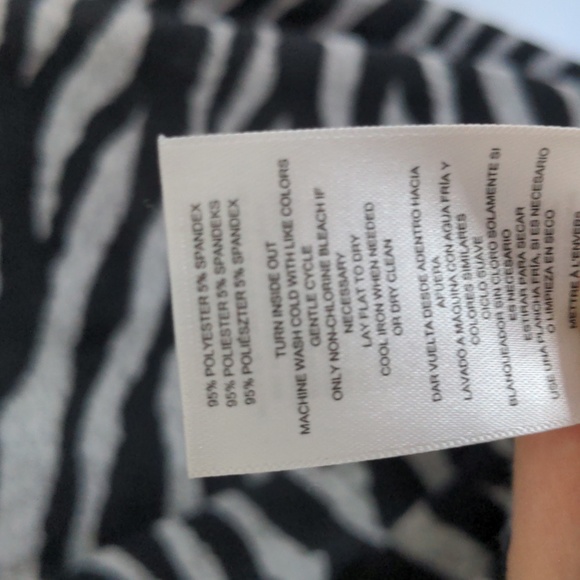 95% POLYESTER 5% SPANDEX
95% POLIESTER 5% SPANDEKS
95% POLIÉSZTER 5% SPANDEX
TURN INSIDE OUT
MACHINE WASH COLD WITH LIKE COLORS
GENTLE CYCLE
ONLY NON-CHLORINE BLEACH IF
NECESSARY
LAY FLAT TO DRY
COOL IRON WHEN NEEDED
OR DRY CLEAN
DAR VUELTA DESDE ADENTRO HACIA
AFUERA
LAVADO A MÁQUINA CON AGUA FRÍA Y
COLORES SIMILARES
CICLO SUAVE
BLANQUEADOR SIN CLORO SOLAMENTE SI
ES NECESARIO
ESTIRAR PARA SECAR
USE UNA PLANCHA FRÍA, SI ES NECESARIO
O LIMPIEZA EN SECO
METTRE À L'ENVERS